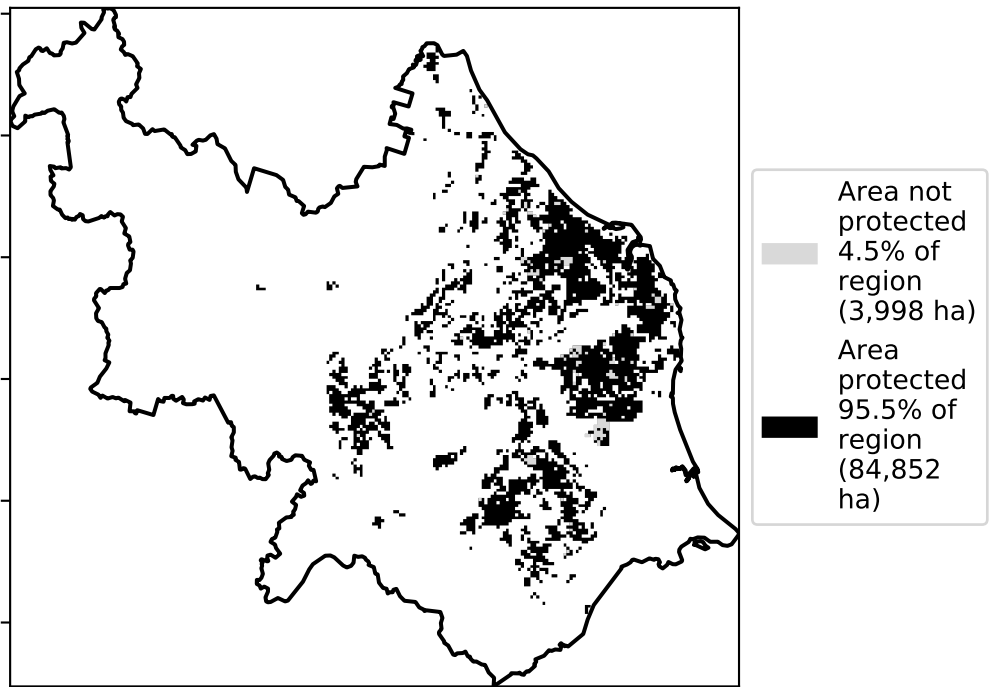 Area not
protected
4.5% of
region
(3,998 ha)
Area
protected
95.5% of
region
(84,852
ha)